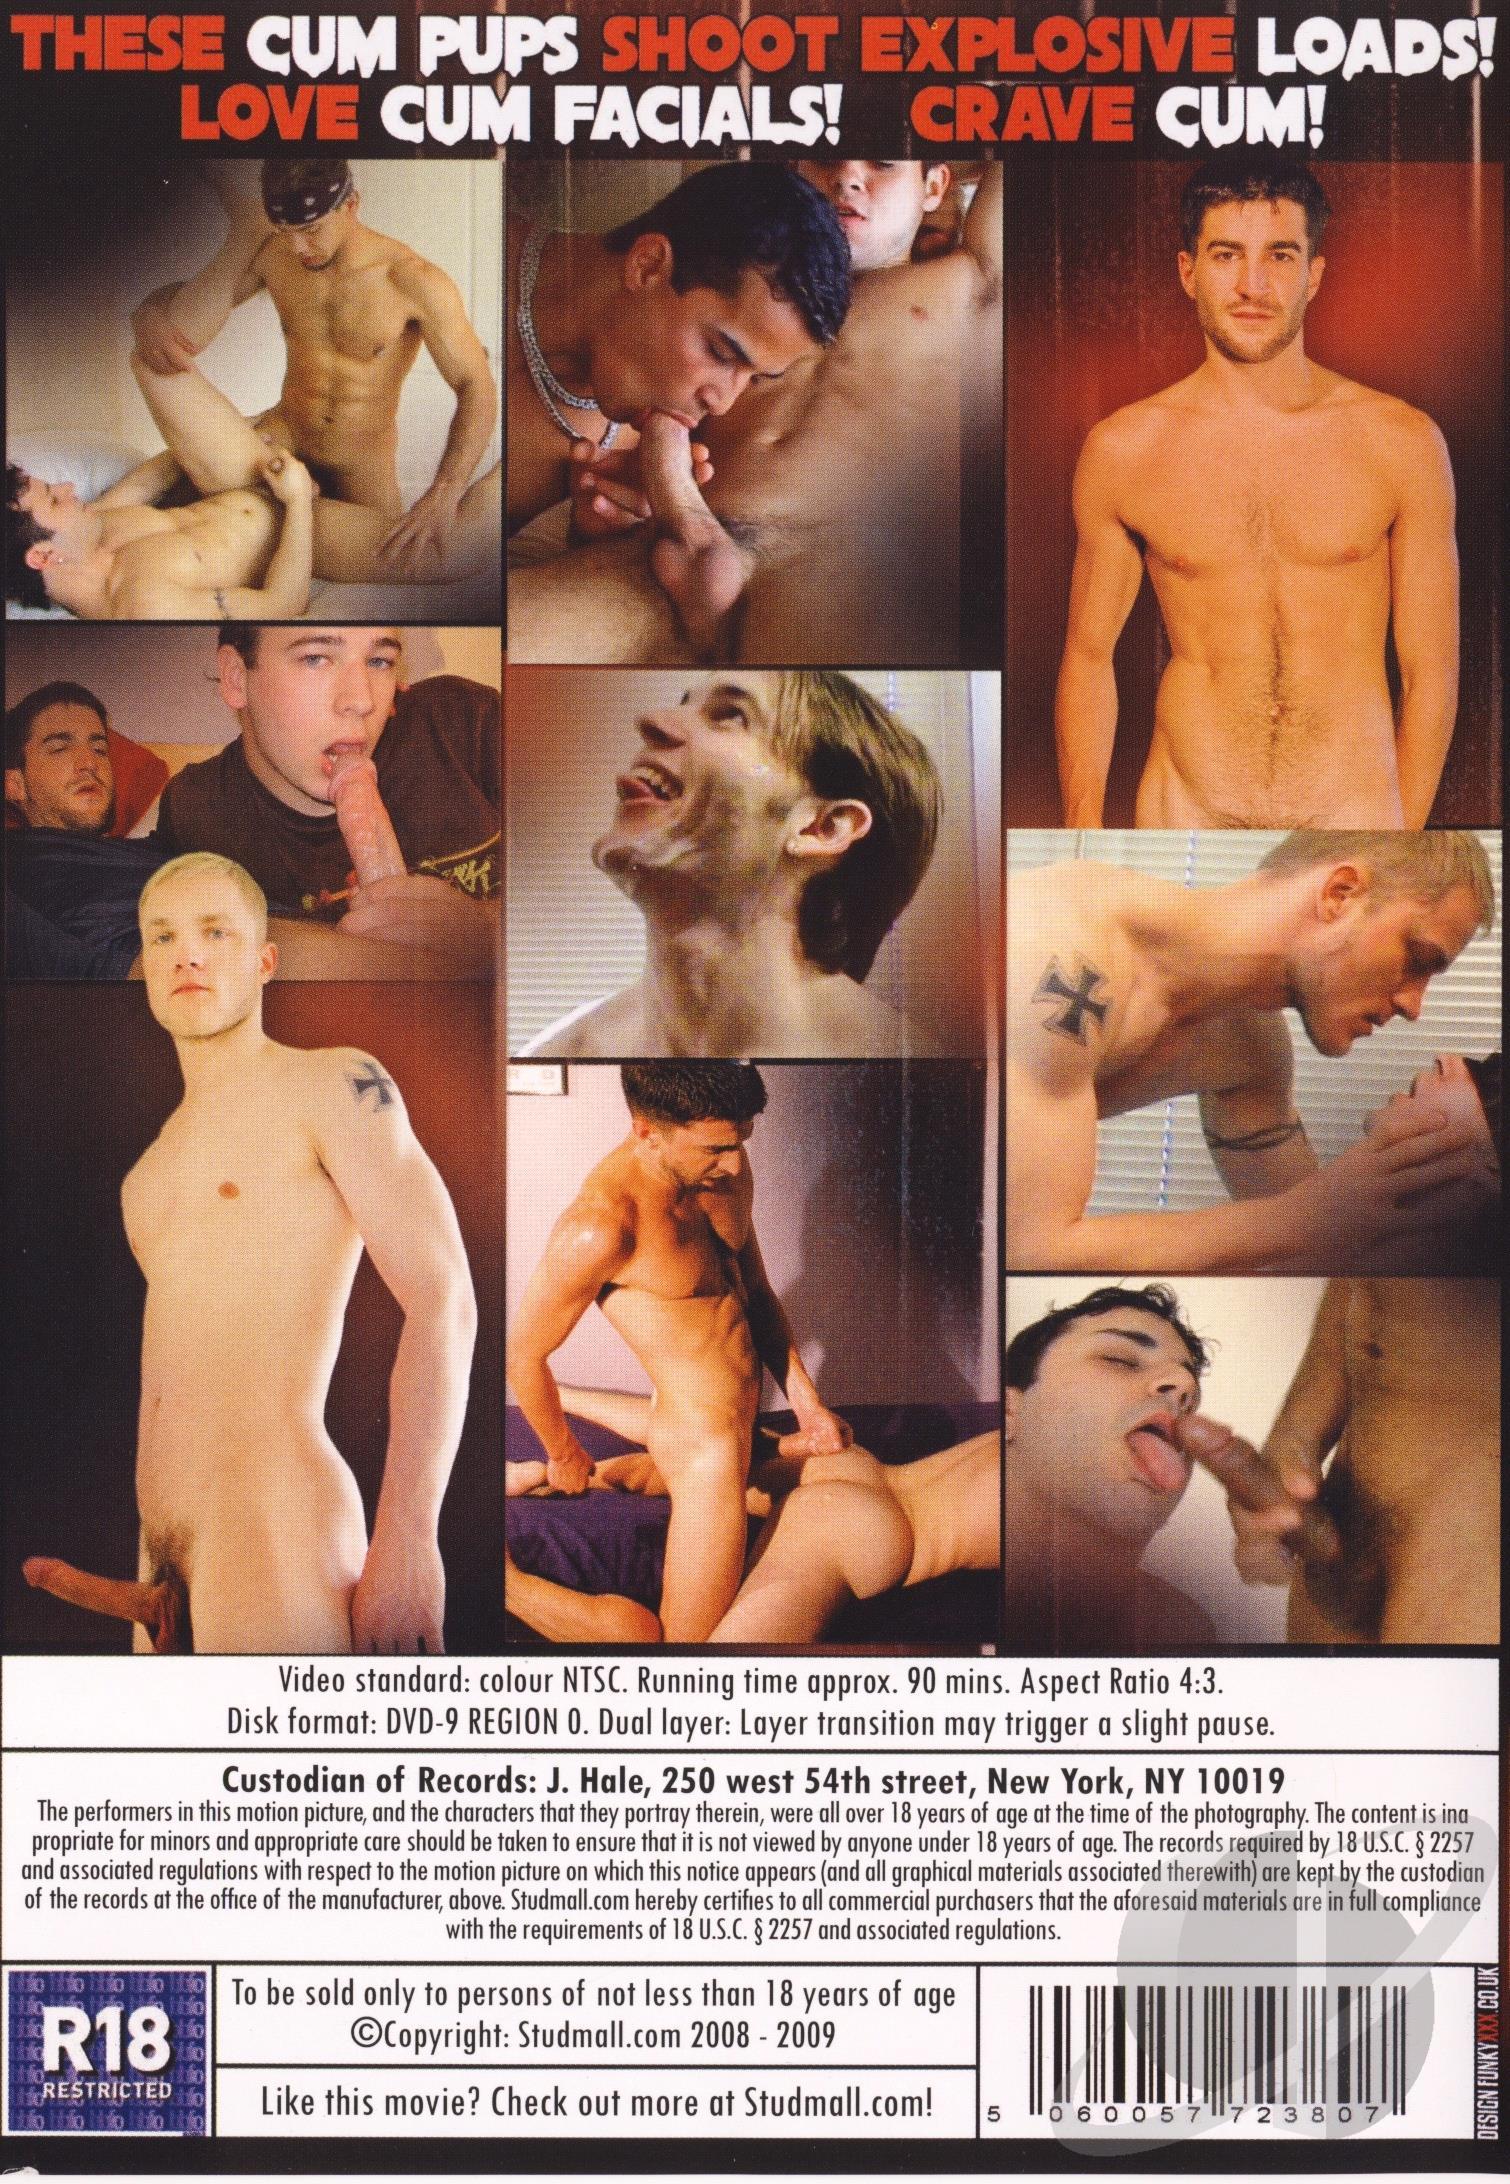 THESE CUM PUPS SHOOT EXPLOSIVE LOADS!
LOVE CUM FACIALS! CRAVE CUM!
Video standard: colour NTSC. Running time approx. 90 mins. Aspect Ratio 4:3.
Disk format: DVD-9 REGION 0. Dual layer: Layer transition may trigger a slight pause.
Custodian of Records: J. Hale, 250 west 54th street, New York, NY 10019
The performers in this motion picture, and the characters that they portray therein, were all over 18 years of age at the time of the photography. The content is ina
propriate for minors and appropriate care should be taken to ensure that it is not viewed by anyone under 18 years of age. The records required by 18 U.S.C. § 2257
and associated regulations with respect to the motion picture on which this notice appears (and all graphical materials associated therewith) are kept by the custodian
of the records at the office of the manufacturer, above. Studmall.com hereby certifies to all commercial purchasers that the aforesaid materials are in full compliance
with the requirements of 18 U.S.C. § 2257 and associated regulations.
R18
RESTRICTED
To be sold only to persons of not less than 18 years of age
©Copyright: Studmall.com 2008 - 2009
Like this movie? Check out more at Studmall.com!
5 060057 723807
DESIGN FUNKYXXX.CO.UK